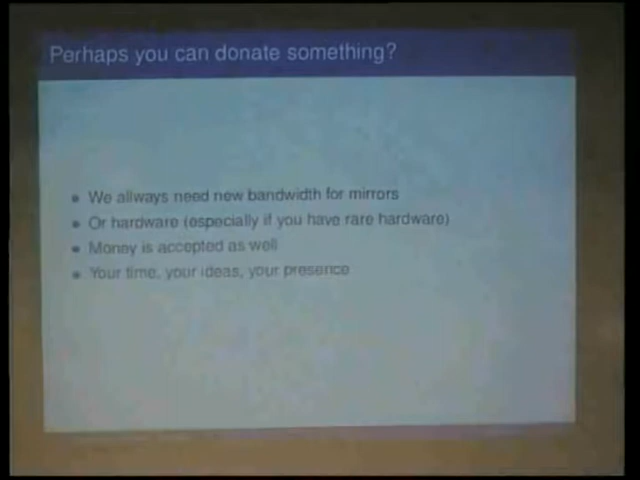 Perhaps you can donate something?
We allways need new bandwidth for mirrors
Or hardware (especially if you have rare hardware)
Money is accepted as well
Your time, your ideas, your presence